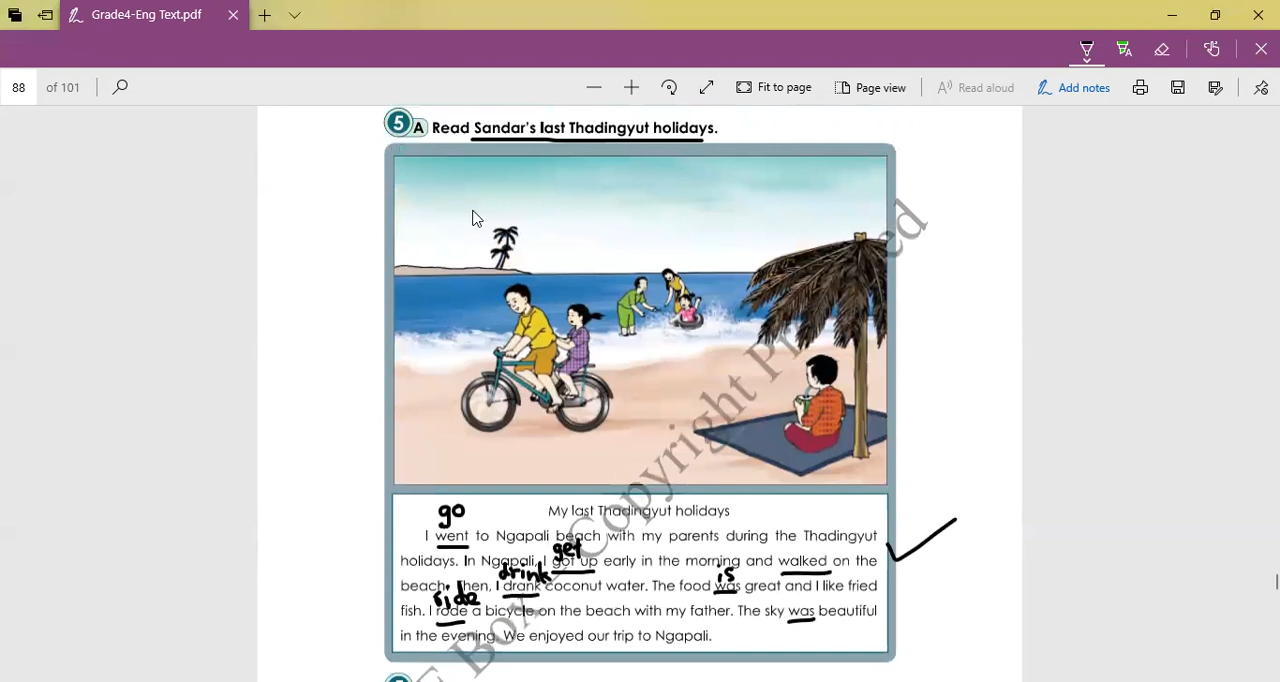 Grade4-Eng Text.pdf
88 of 101 Fit to page Page view Read aloud Add notes
5 A Read Sandar's last Thadingyut holidays.
go My last Thadingyut holidays
I went to Ngapali beach with my parents during the Thadingyut
get
holidays. In Ngapali, I got up early in the morning and walked on the
drink is
beach. Then, I drank coconut water. The food was great and I like fried
ride
fish. I rode a bicycle on the beach with my father. The sky was beautiful
in the evening. We enjoyed our trip to Ngapali.